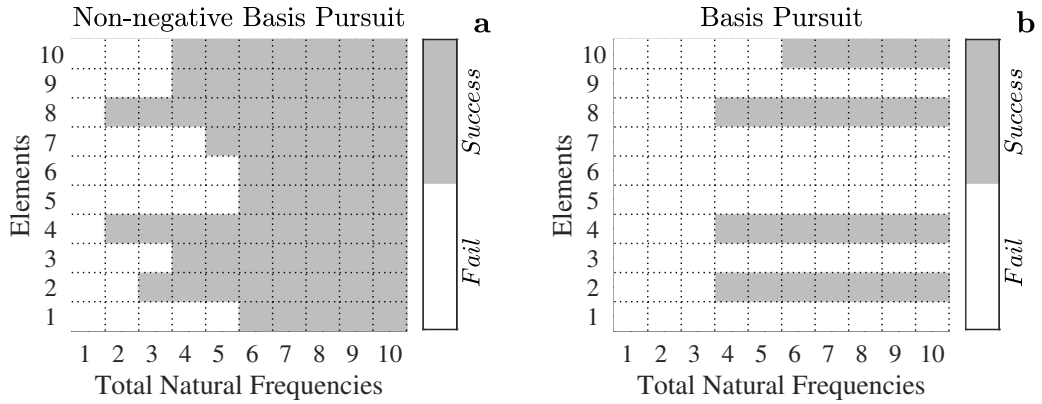 Non-negative Basis Pursuit
a
10
9
8
7
6
5
4
3
2
1
Elements
1 2 3 4 5 6 7 8 9 10
Total Natural Frequencies
Success
Fail
Basis Pursuit
b
10
9
8
7
6
5
4
3
2
1
Elements
1 2 3 4 5 6 7 8 9 10
Total Natural Frequencies
Success
Fail